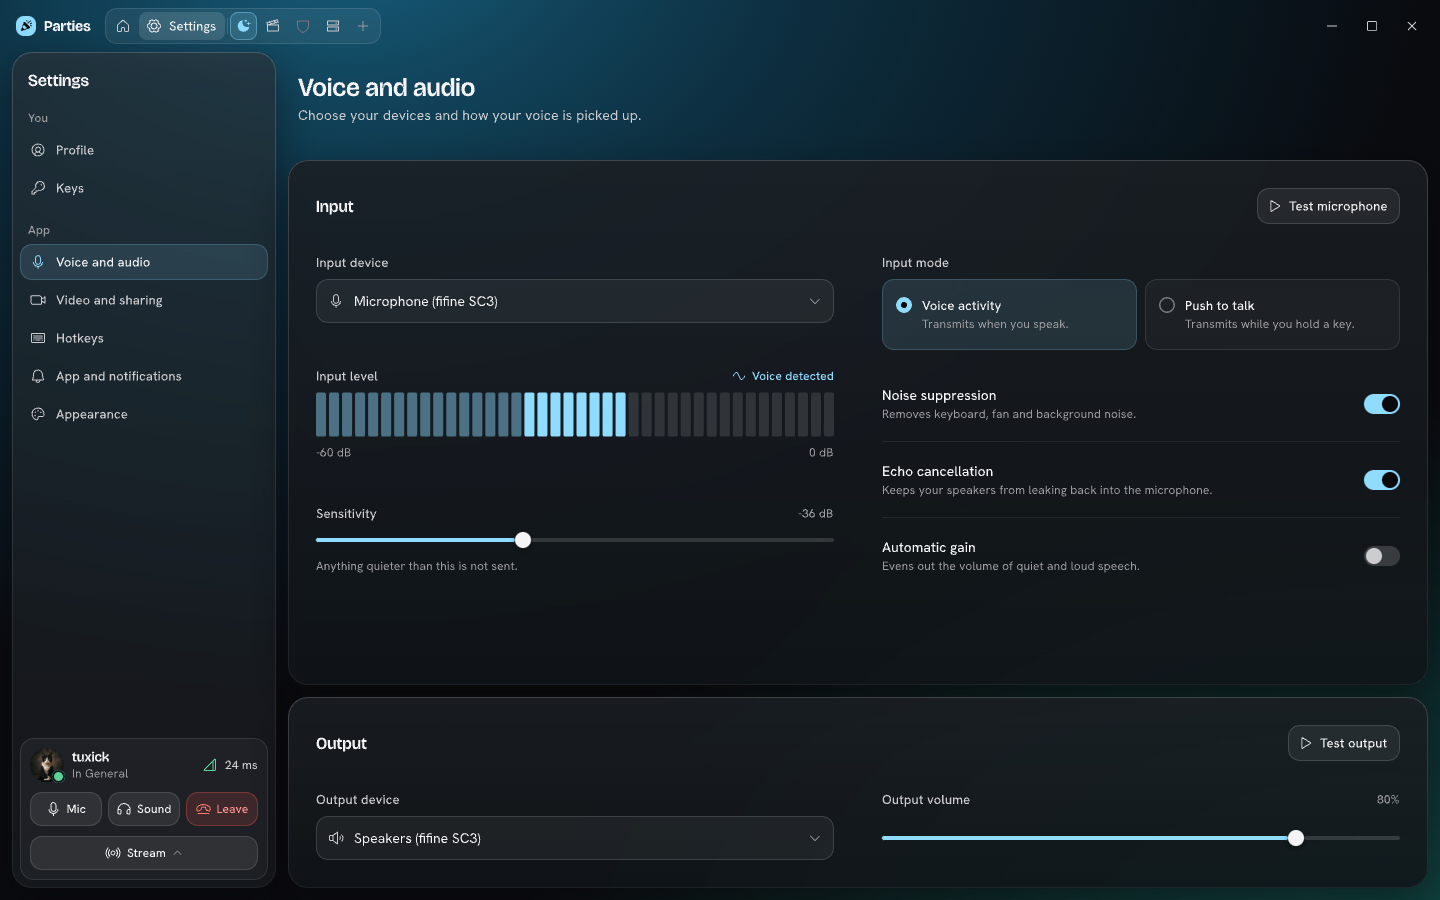 Parties
Settings
Settings
You
Profile
Keys
App
Voice and audio
Video and sharing
Hotkeys
App and notifications
Appearance
tuxick
In General
24 ms
Mic
Sound
Leave
Stream
Voice and audio
Choose your devices and how your voice is picked up.
Input
Test microphone
Input device
Microphone (fifine SC3)
Input level
Voice detected
-60 dB
0 dB
Sensitivity
-36 dB
Anything quieter than this is not sent.
Input mode
Voice activity
Transmits when you speak.
Push to talk
Transmits while you hold a key.
Noise suppression
Removes keyboard, fan and background noise.
Echo cancellation
Keeps your speakers from leaking back into the microphone.
Automatic gain
Evens out the volume of quiet and loud speech.
Output
Test output
Output device
Speakers (fifine SC3)
Output volume
80%